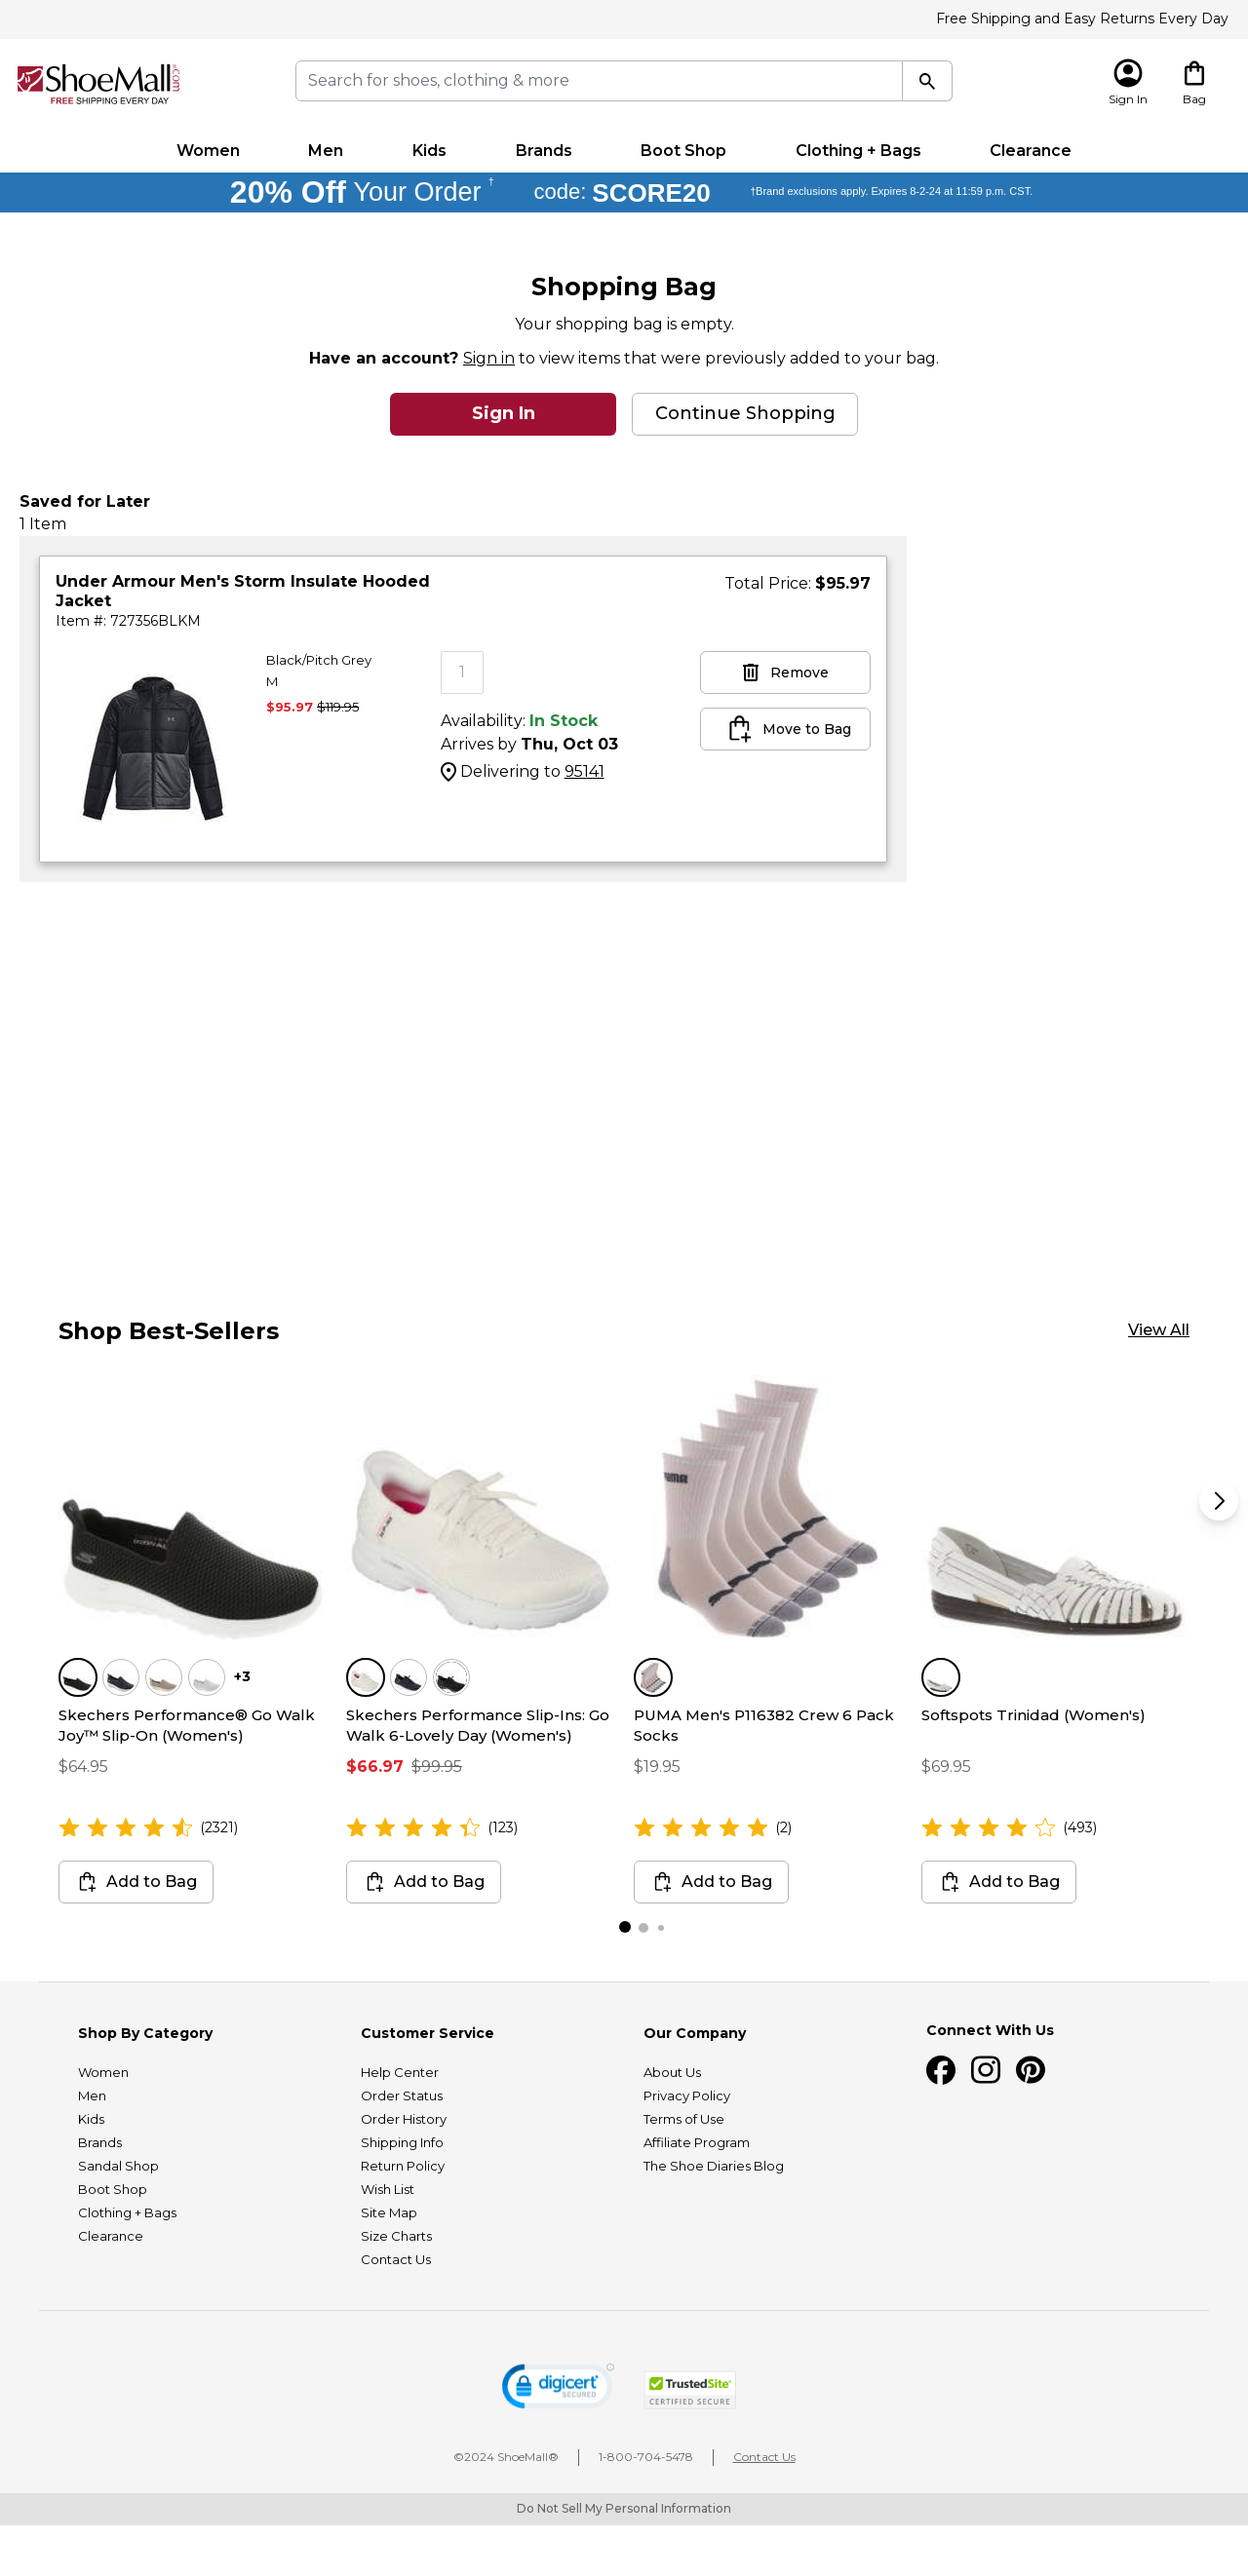 Free Shipping and Easy Returns Every Day
ShoeMall.com
FREE SHIPPING EVERY DAY
Search for shoes, clothing & more
Sign In
Bag
Women Men Kids Brands Boot Shop Clothing + Bags Clearance
20% Off Your Order † code: SCORE20 †Brand exclusions apply. Expires 8-2-24 at 11:59 p.m. CST.
Shopping Bag
Your shopping bag is empty.
Have an account? Sign in to view items that were previously added to your bag.
Sign In Continue Shopping
Saved for Later
1 Item
Under Armour Men's Storm Insulate Hooded
Jacket
Item #: 727356BLKM
Total Price: $95.97
Black/Pitch Grey
M
$95.97 $119.95
1
Availability: In Stock
Arrives by Thu, Oct 03
Delivering to 95141
Remove
Move to Bag
Shop Best-Sellers
View All
PUMA
+3
Skechers Performance® Go Walk
Joy™ Slip-On (Women's)
$64.95
(2321)
Add to Bag
Skechers Performance Slip-Ins: Go
Walk 6-Lovely Day (Women's)
$66.97 $99.95
(123)
Add to Bag
PUMA Men's P116382 Crew 6 Pack
Socks
$19.95
(2)
Add to Bag
Softspots Trinidad (Women's)
$69.95
(493)
Add to Bag
Shop By Category
Women
Men
Kids
Brands
Sandal Shop
Boot Shop
Clothing + Bags
Clearance
Customer Service
Help Center
Order Status
Order History
Shipping Info
Return Policy
Wish List
Site Map
Size Charts
Contact Us
Our Company
About Us
Privacy Policy
Terms of Use
Affiliate Program
The Shoe Diaries Blog
Connect With Us
digicert
SECURED
TrustedSite
CERTIFIED SECURE
©2024 ShoeMall® 1-800-704-5478 Contact Us
Do Not Sell My Personal Information